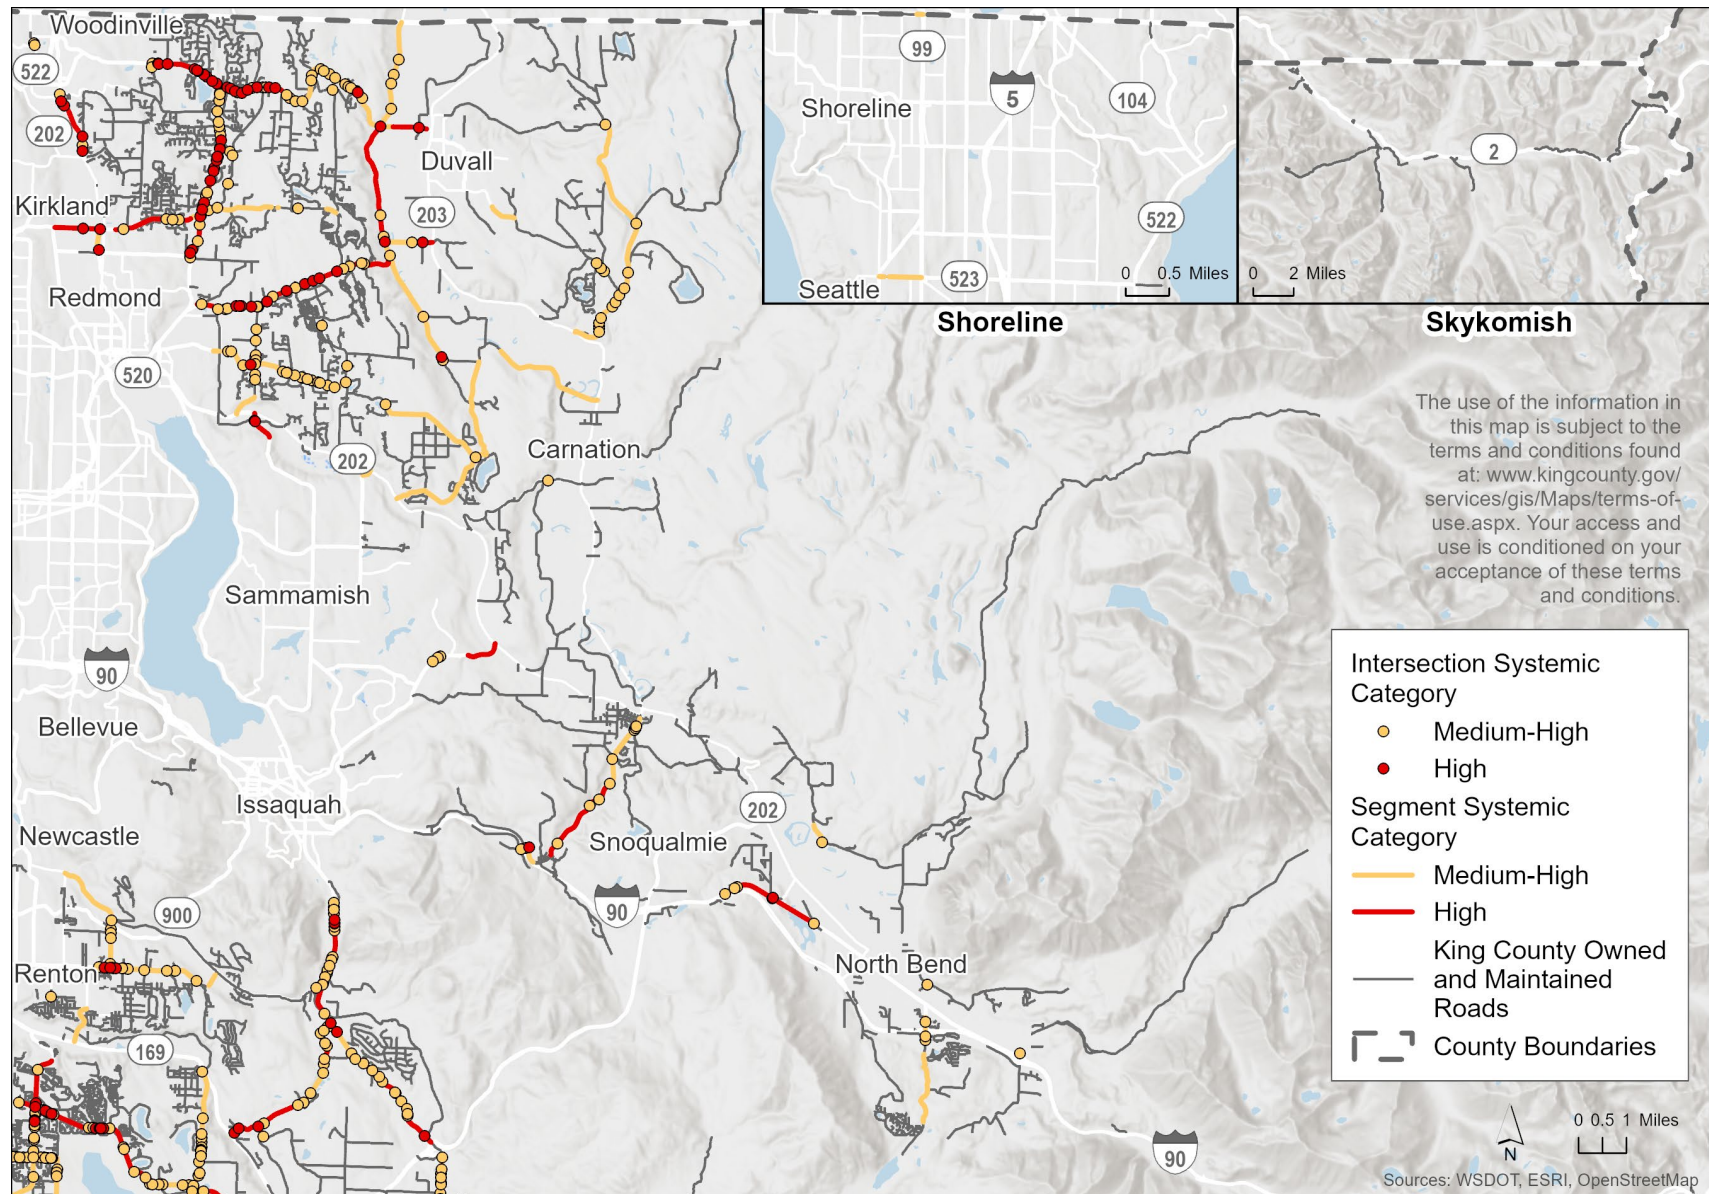 Woodinville
522
202
Duvall
Kirkland
203
Redmond
520
202
Carnation
Sammamish
90
Bellevue
Issaquah
Newcastle
202
Snoqualmie
90
900
Renton
North Bend
169
90
99
5
104
Shoreline
522
523
Seattle
0 0.5 Miles
Shoreline
2
0 2 Miles
Skykomish
The use of the information in
this map is subject to the
terms and conditions found
at: www.kingcounty.gov/
services/gis/Maps/terms-of-
use.aspx. Your access and
use is conditioned on your
acceptance of these terms
and conditions.
Intersection Systemic
Category
Medium-High
High
Segment Systemic
Category
Medium-High
High
King County Owned
and Maintained
Roads
County Boundaries
N
0 0.5 1 Miles
Sources: WSDOT, ESRI, OpenStreetMap